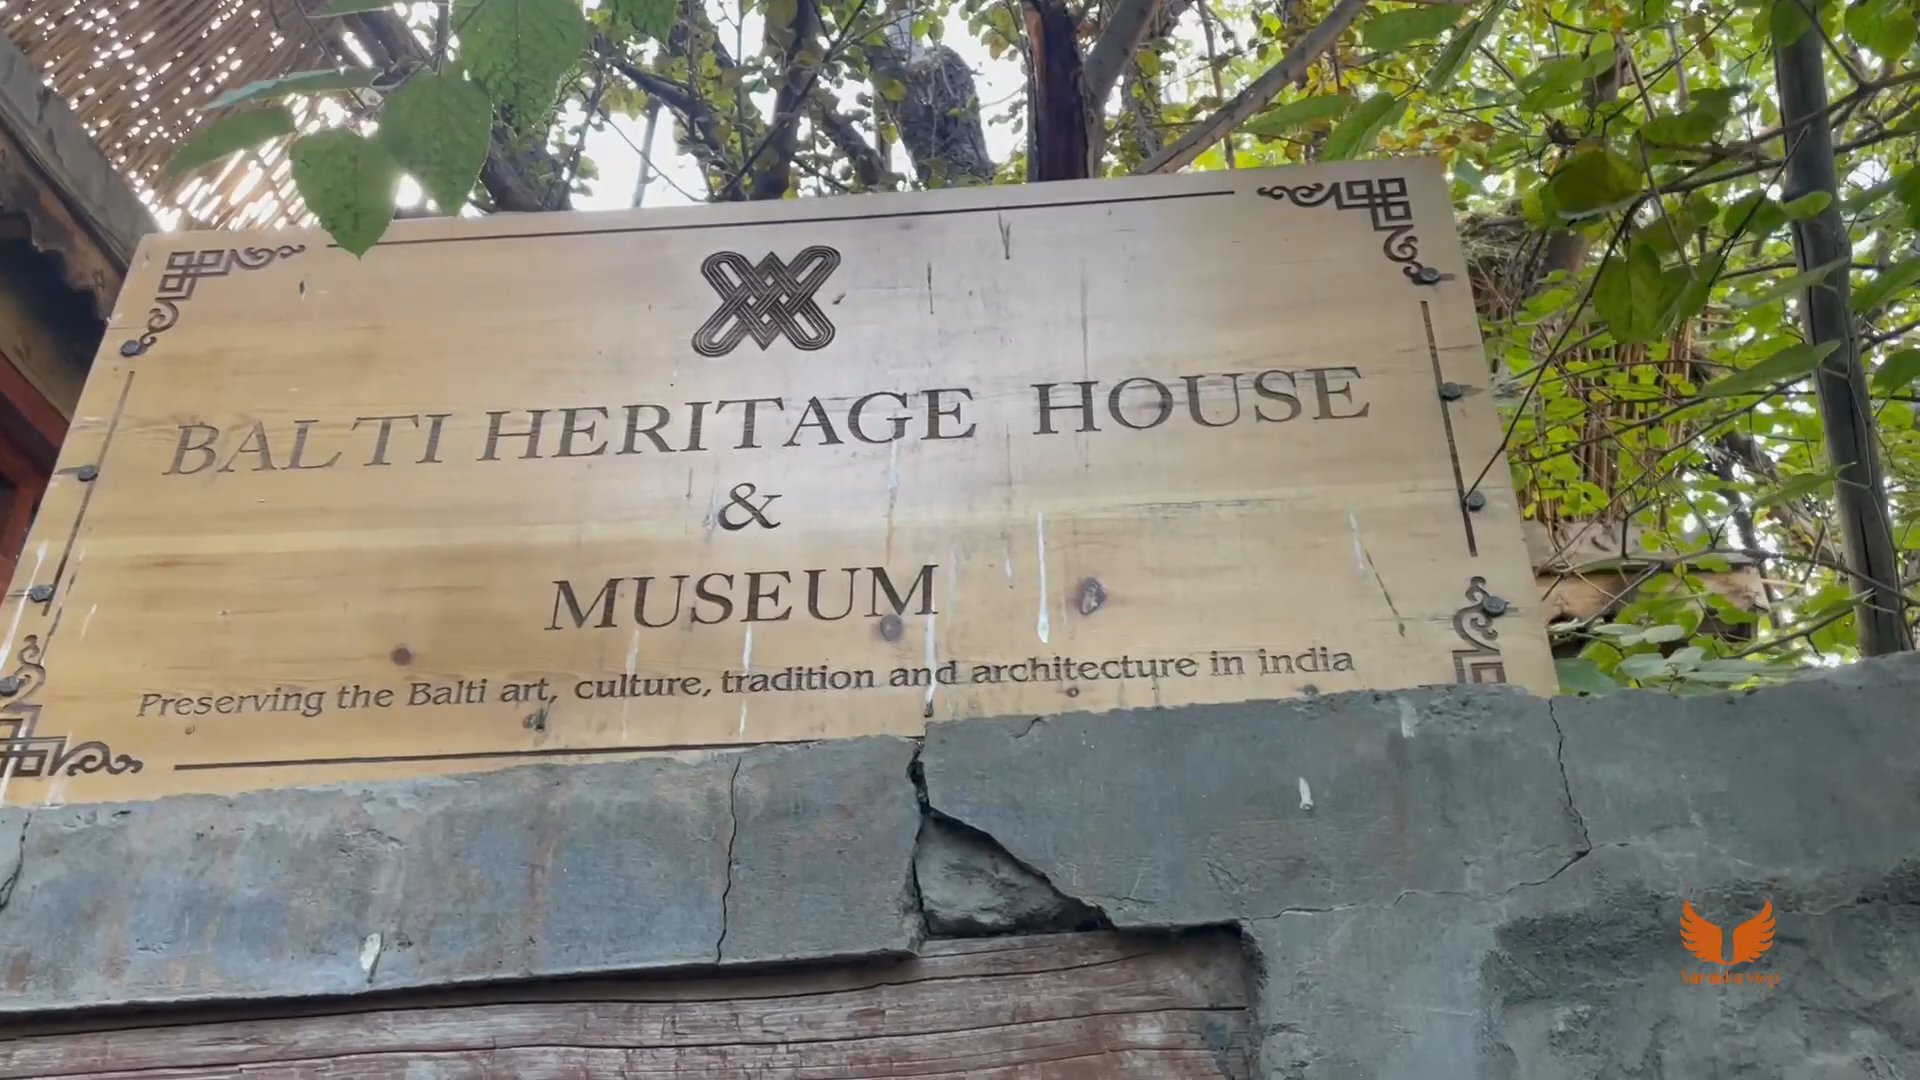 BALTI HERITAGE HOUSE
&
MUSEUM
Preserving the Balti art, culture, tradition and architecture in india